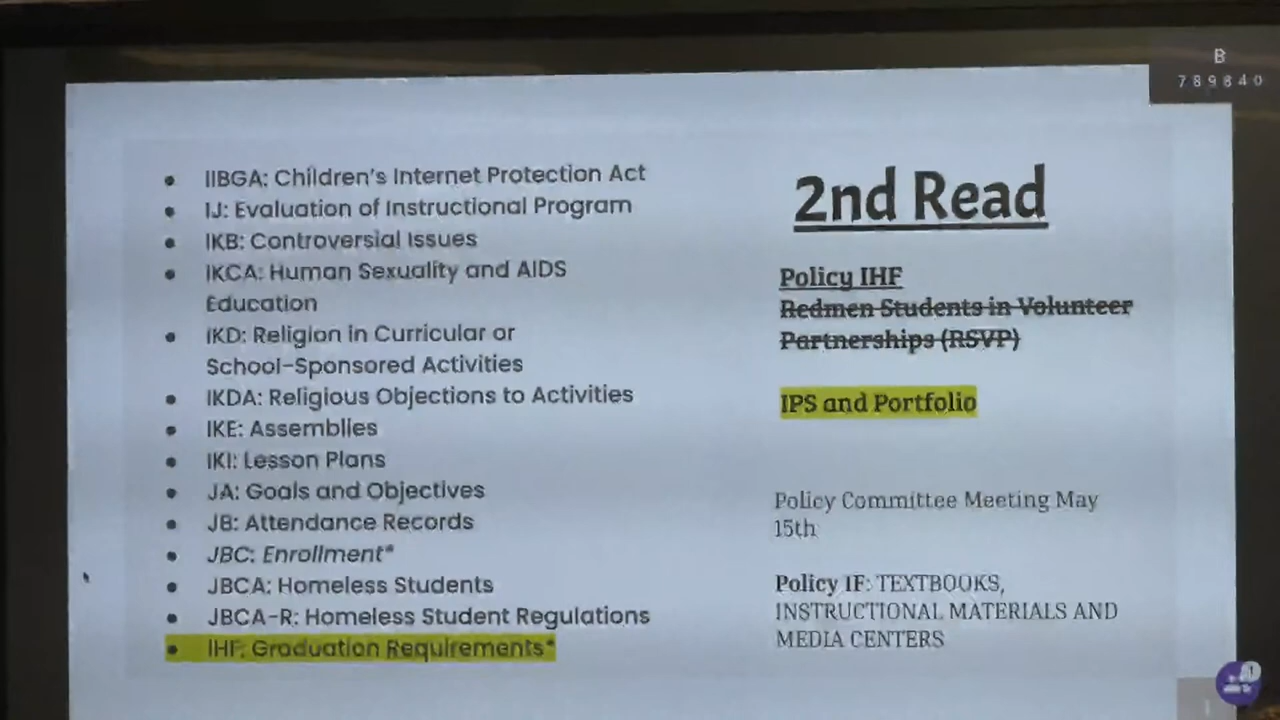 B
789840
• IIBGA: Children's Internet Protection Act
• IJ: Evaluation of Instructional Program
• IKB: Controversial Issues
• IKCA: Human Sexuality and AIDS
Education
• IKD: Religion in Curricular or
School-Sponsored Activities
• IKDA: Religious Objections to Activities
• IKE: Assemblies
• IKI: Lesson Plans
• JA: Goals and Objectives
• JB: Attendance Records
• JBC: Enrollment*
• JBCA: Homeless Students
• JBCA-R: Homeless Student Regulations
• IHF: Graduation Requirements*
2nd Read
Policy IHF
Redmen Students in Volunteer
Partnerships (RSVP)
IPS and Portfolio
Policy Committee Meeting May
15th
Policy IF: TEXTBOOKS,
INSTRUCTIONAL MATERIALS AND
MEDIA CENTERS
1